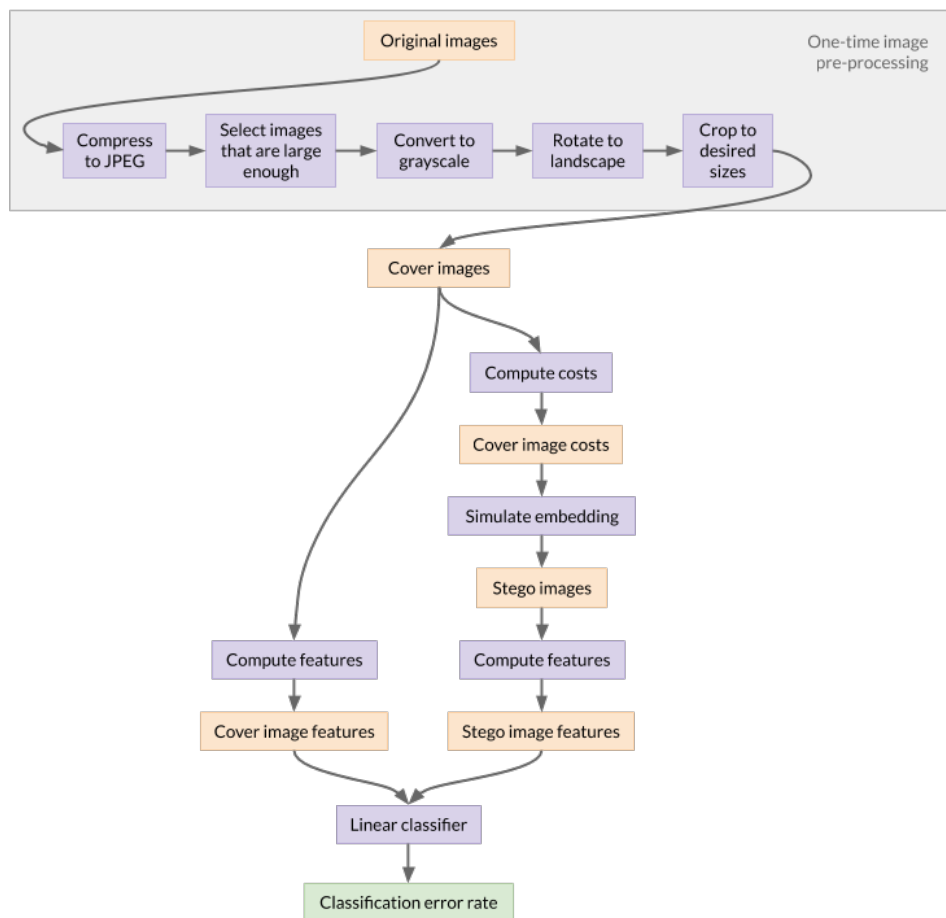 Original images
One-time image
pre-processing
Compress
to JPEG
Select images
that are large
enough
Convert to
grayscale
Rotate to
landscape
Crop to
desired
sizes
Cover images
Compute costs
Cover image costs
Simulate embedding
Stego images
Compute features
Compute features
Cover image features
Stego image features
Linear classifier
Classification error rate